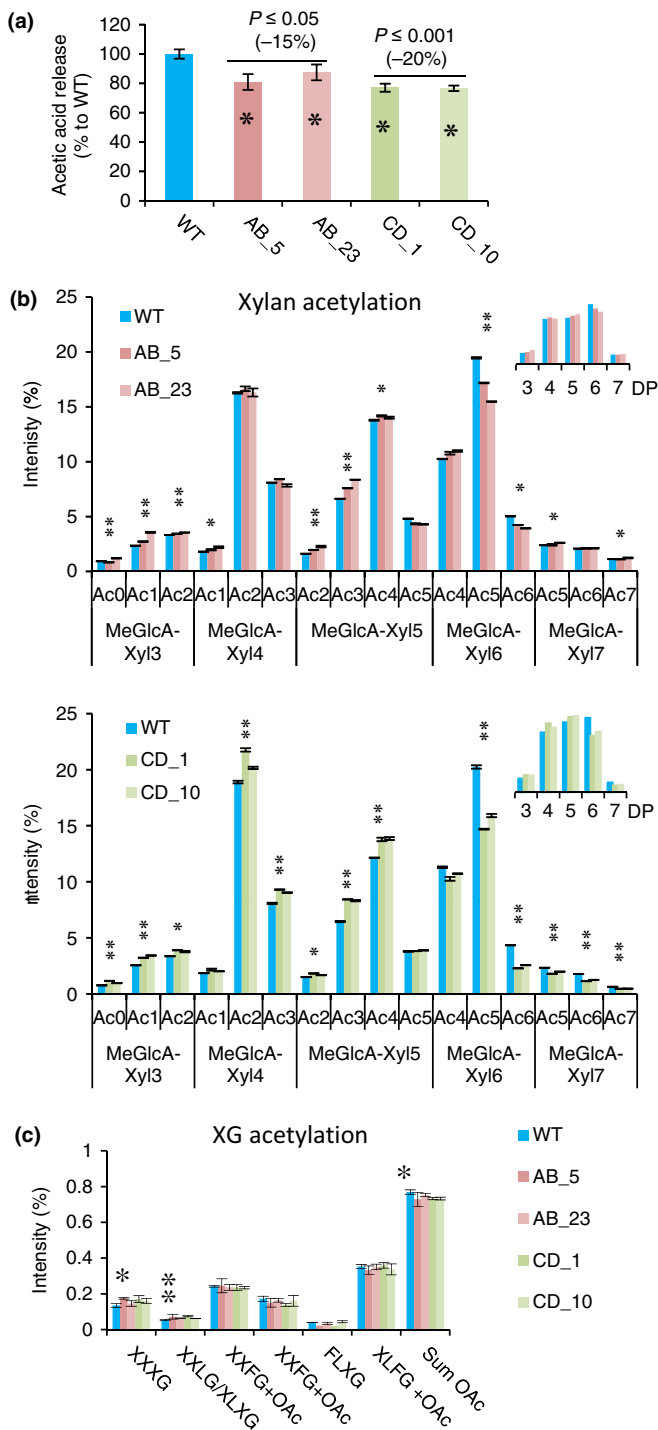 (a)
P ≤ 0.05
(–15%)
P ≤ 0.001
(–20%)
Acetic acid release
(% to WT)
120
100
80
60
40
20
0
* * * *
WT AB_5 AB_23 CD_1 CD_10
(b)
Xylan acetylation
WT
AB_5
AB_23
Intenisty (%)
25
20
15
10
5
0
** ** ** * ** ** * ** * * *
3 4 5 6 7 DP
Ac0 Ac1 Ac2 Ac1 Ac2 Ac3 Ac2 Ac3 Ac4 Ac5 Ac4 Ac5 Ac6 Ac5 Ac6 Ac7
MeGlcA-Xyl3 MeGlcA-Xyl4 MeGlcA-Xyl5 MeGlcA-Xyl6 MeGlcA-Xyl7
WT
CD_1
CD_10
Intensity (%)
25
20
15
10
5
0
** ** * ** ** * ** ** ** ** ** ** **
3 4 5 6 7 DP
Ac0 Ac1 Ac2 Ac1 Ac2 Ac3 Ac2 Ac3 Ac4 Ac5 Ac4 Ac5 Ac6 Ac5 Ac6 Ac7
MeGlcA-Xyl3 MeGlcA-Xyl4 MeGlcA-Xyl5 MeGlcA-Xyl6 MeGlcA-Xyl7
(c)
XG acetylation
WT
AB_5
AB_23
CD_1
CD_10
Intensity (%)
1
0.8
0.6
0.4
0.2
0
* ** *
XXXG XXLG/XLXG XXFG+OAc XXFG+OAc FLXG XLFG +OAc Sum OAc